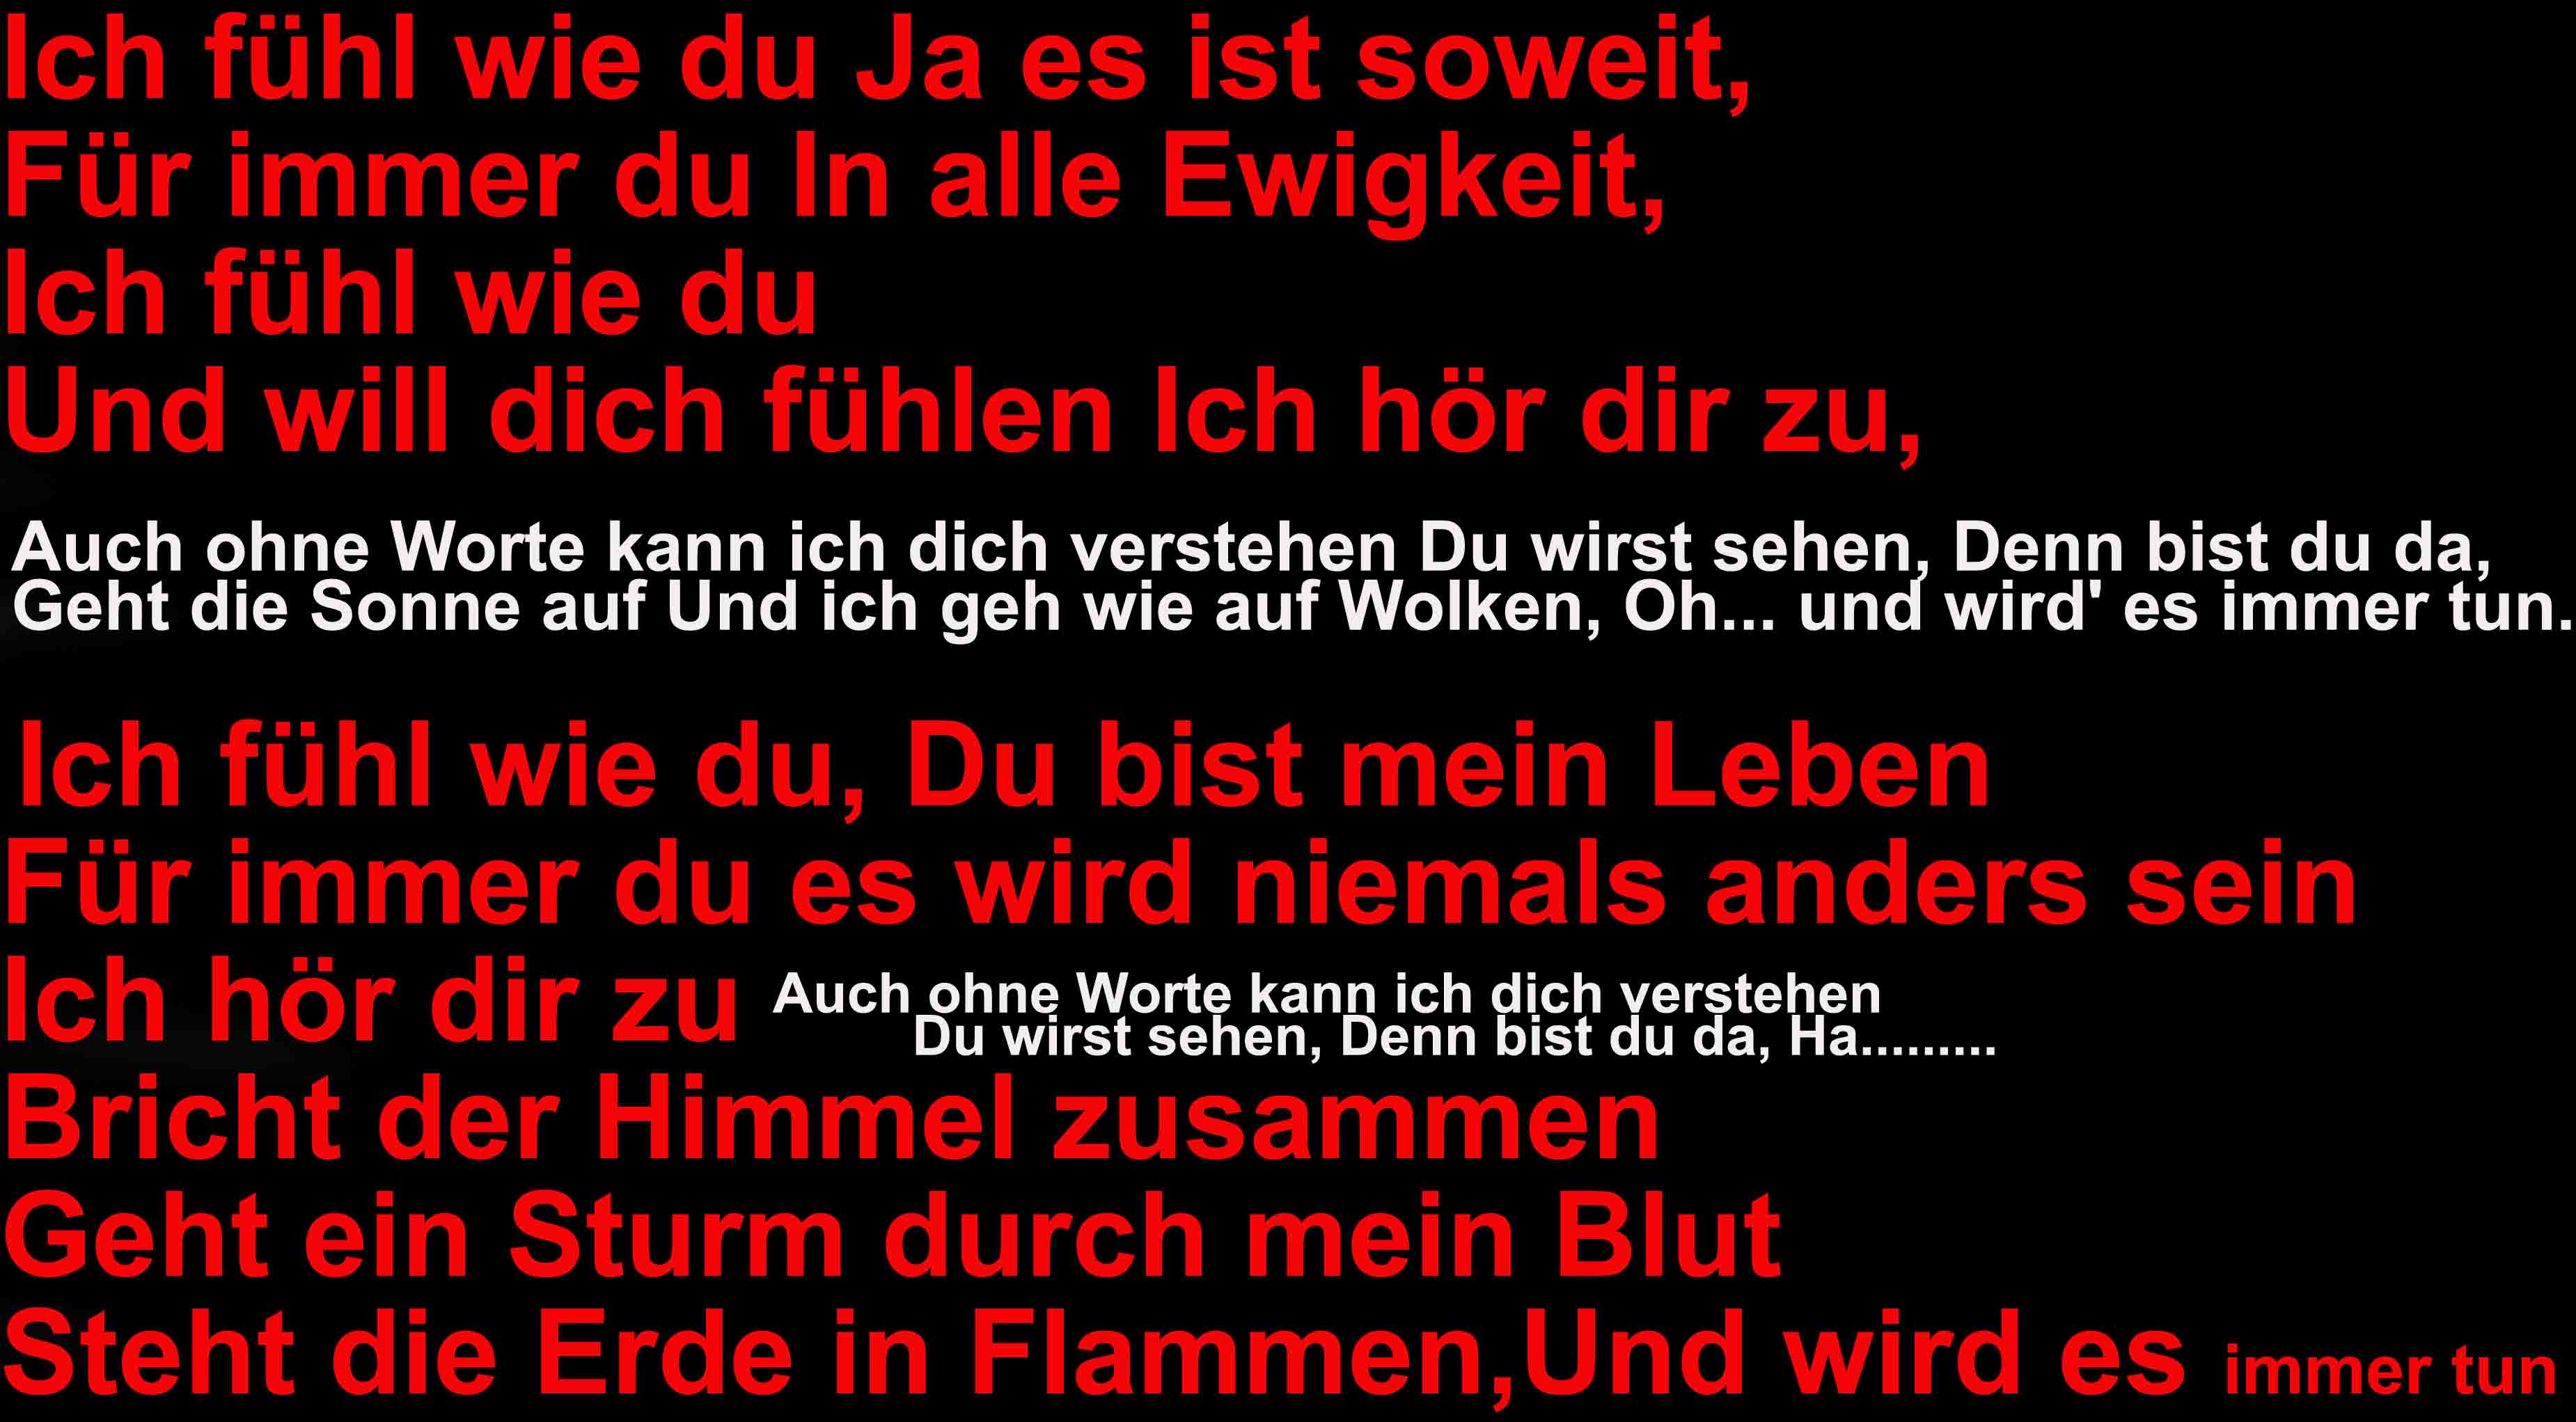 Ich fühl wie du Ja es ist soweit,
Für immer du In alle Ewigkeit,
Ich fühl wie du
Und will dich fühlen Ich hör dir zu,
Auch ohne Worte kann ich dich verstehen Du wirst sehen, Denn bist du da,
Geht die Sonne auf Und ich geh wie auf Wolken, Oh... und wird' es immer tun.
Ich fühl wie du, Du bist mein Leben
Für immer du es wird niemals anders sein
Ich hör dir zu Auch ohne Worte kann ich dich verstehen
Du wirst sehen, Denn bist du da, Ha.........
Bricht der Himmel zusammen
Geht ein Sturm durch mein Blut
Steht die Erde in Flammen,Und wird es immer tun